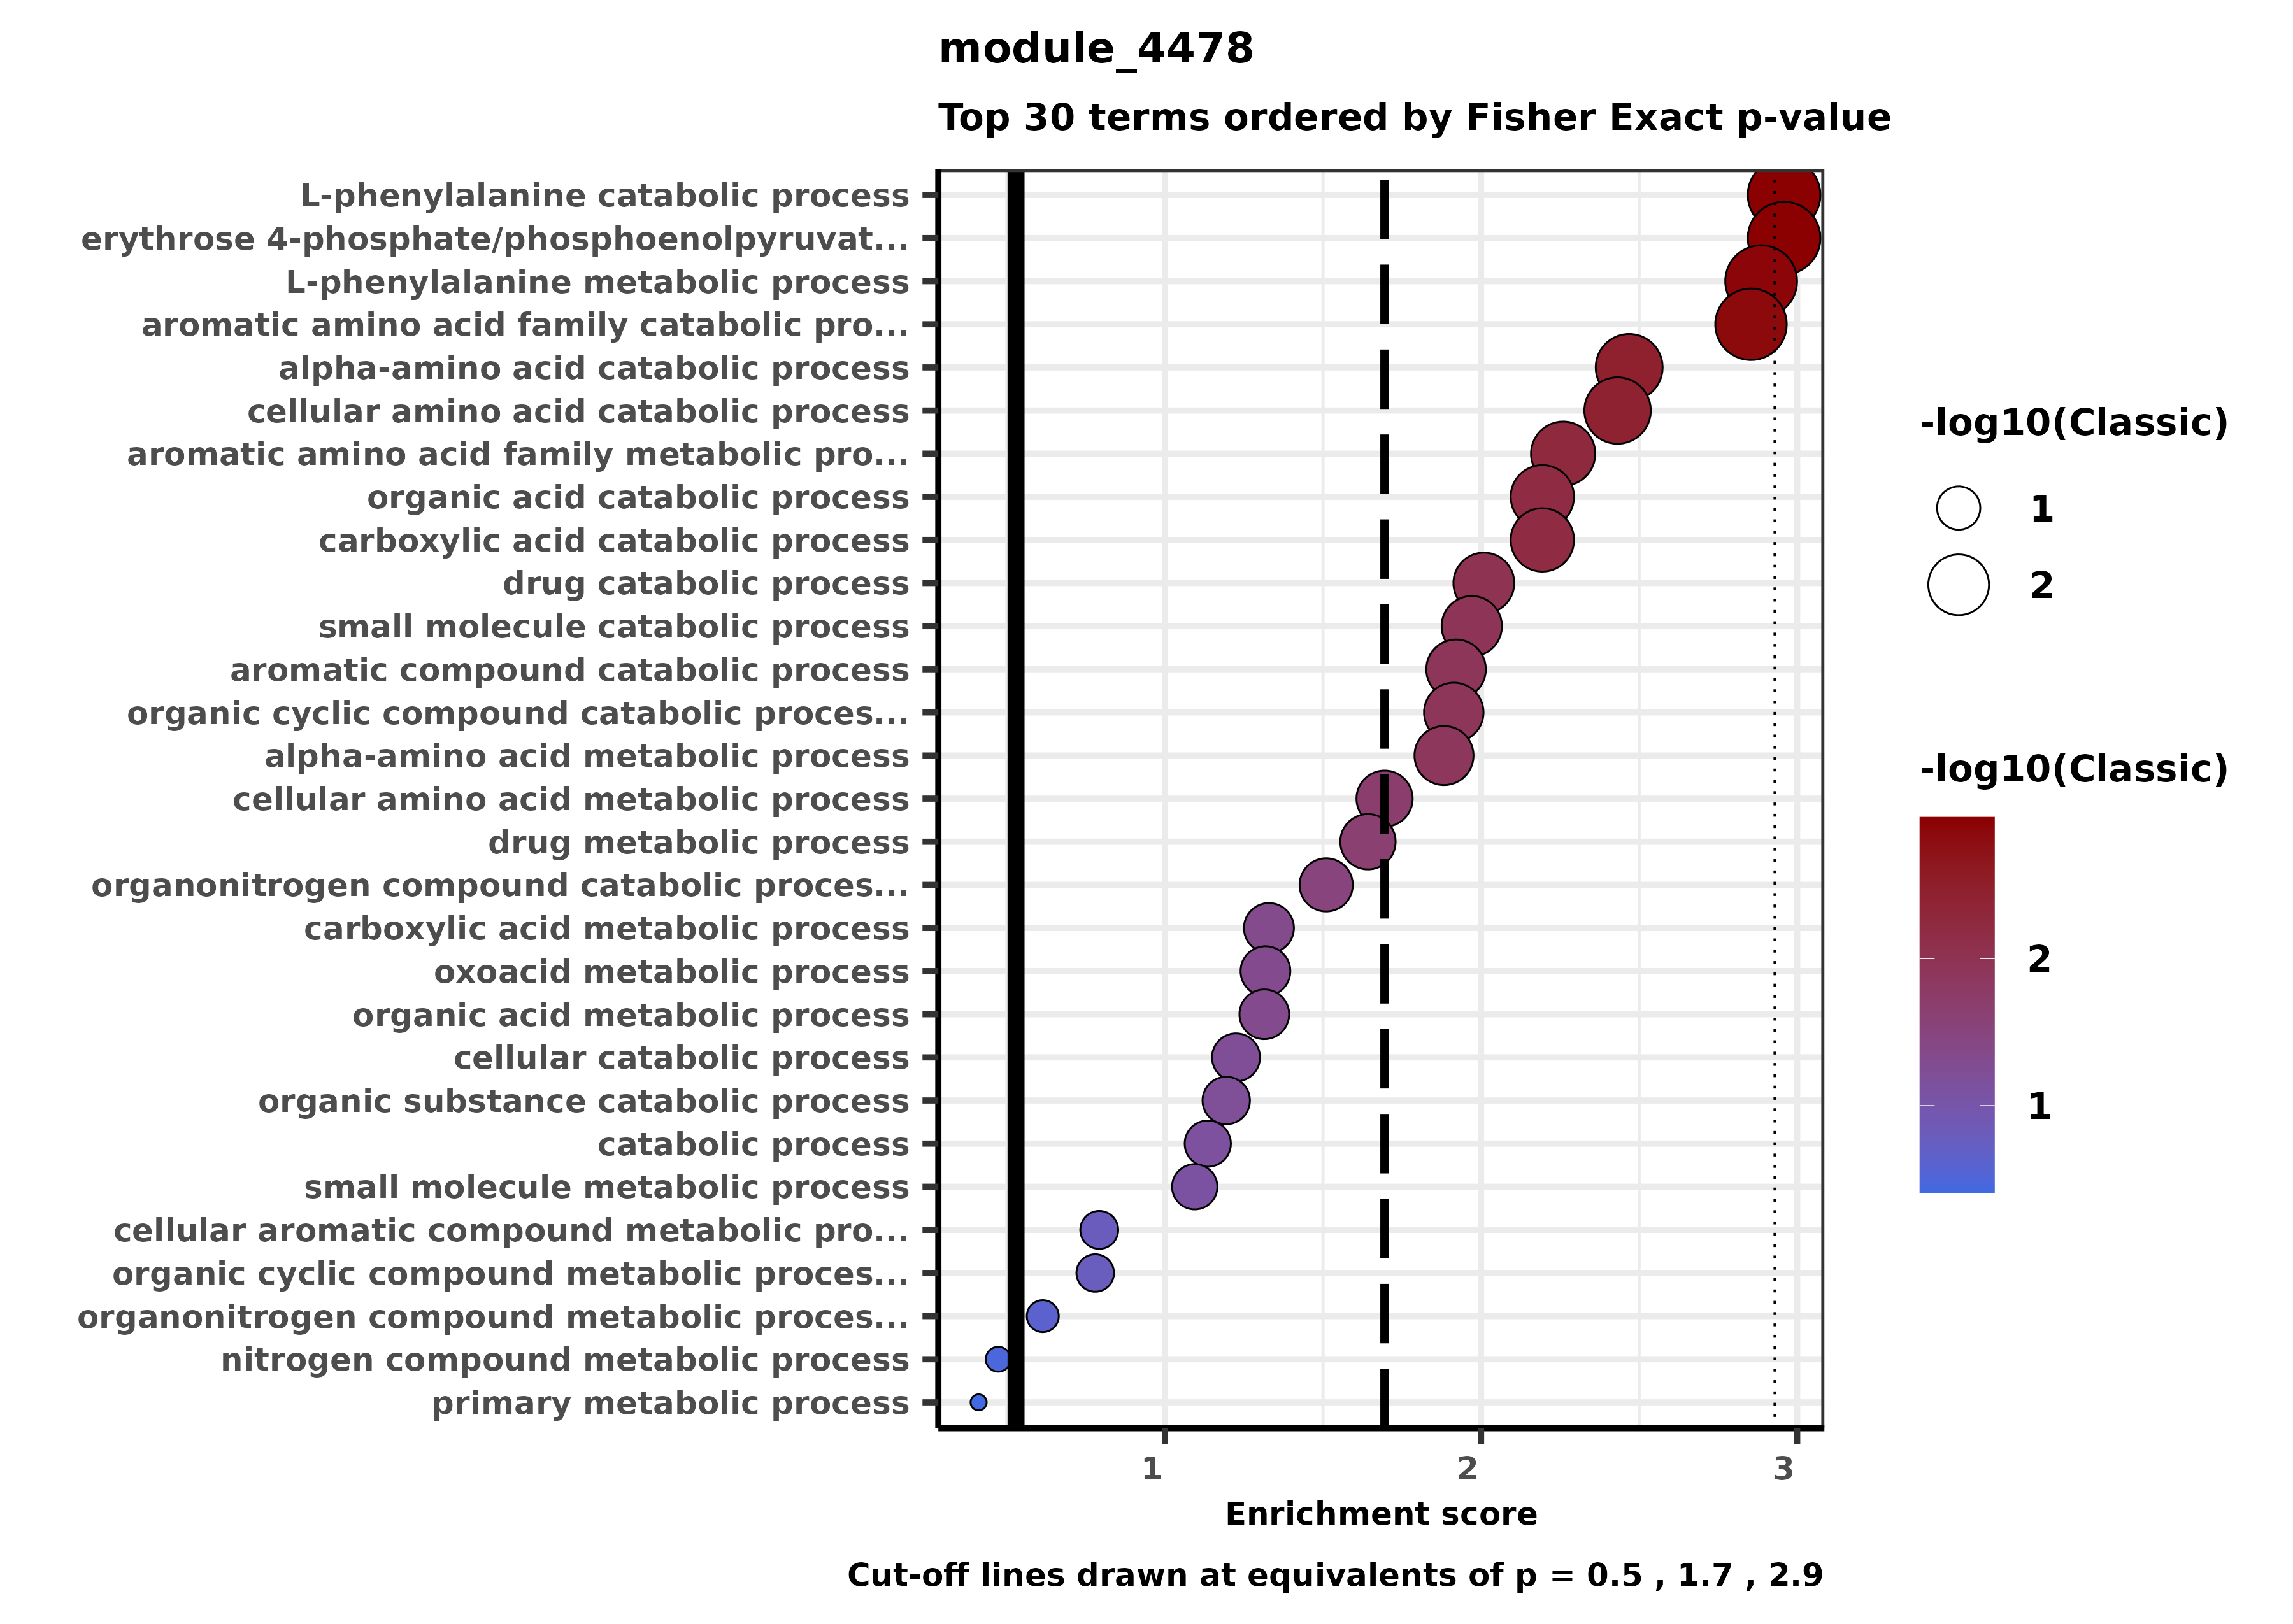 module_4478
Top 30 terms ordered by Fisher Exact p-value
L-phenylalanine catabolic process
erythrose 4-phosphate/phosphoenolpyruvat...
L-phenylalanine metabolic process
aromatic amino acid family catabolic pro...
alpha-amino acid catabolic process
cellular amino acid catabolic process
aromatic amino acid family metabolic pro...
organic acid catabolic process
carboxylic acid catabolic process
drug catabolic process
small molecule catabolic process
aromatic compound catabolic process
organic cyclic compound catabolic proces...
alpha-amino acid metabolic process
cellular amino acid metabolic process
drug metabolic process
organonitrogen compound catabolic proces...
carboxylic acid metabolic process
oxoacid metabolic process
organic acid metabolic process
cellular catabolic process
organic substance catabolic process
catabolic process
small molecule metabolic process
cellular aromatic compound metabolic pro...
organic cyclic compound metabolic proces...
organonitrogen compound metabolic proces...
nitrogen compound metabolic process
primary metabolic process
1 2 3
Enrichment score
Cut-off lines drawn at equivalents of p = 0.5 , 1.7 , 2.9
-log10(Classic)
1
2
-log10(Classic)
2
1